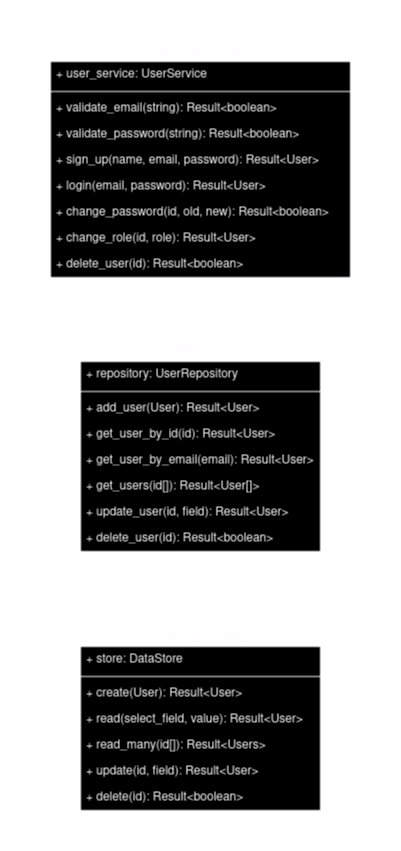 + user_service: UserService
+ validate_email(string): Result<boolean>
+ validate_password(string): Result<boolean>
+ sign_up(name, email, password): Result<User>
+ login(email, password): Result<User>
+ change_password(id, old, new): Result<boolean>
+ change_role(id, role): Result<User>
+ delete_user(id): Result<boolean>
+ repository: UserRepository
+ add_user(User): Result<User>
+ get_user_by_id(id): Result<User>
+ get_user_by_email(email): Result<User>
+ get_users(id[]): Result<User[]>
+ update_user(id, field): Result<User>
+ delete_user(id): Result<boolean>
+ store: DataStore
+ create(User): Result<User>
+ read(select_field, value): Result<User>
+ read_many(id[]): Result<Users>
+ update(id, field): Result<User>
+ delete(id): Result<boolean>